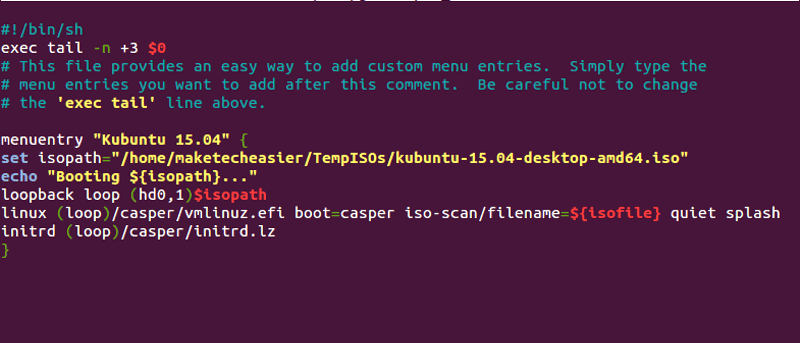 #!/bin/sh
exec tail -n +3 $0
# This file provides an easy way to add custom menu entries.  Simply type the
# menu entries you want to add after this comment.  Be careful not to change
# the 'exec tail' line above.
menuentry "Kubuntu 15.04" {
set isopath="/home/maketecheasier/TempISOs/kubuntu-15.04-desktop-amd64.iso"
echo "Booting ${isopath}..."
loopback loop (hd0,1)$isopath
linux (loop)/casper/vmlinuz.efi boot=casper iso-scan/filename=${isofile} quiet splash
initrd (loop)/casper/initrd.lz
}